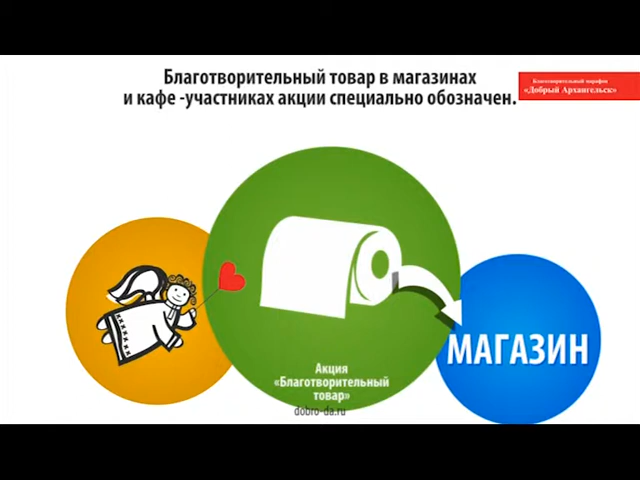 Благотворительный товар в магазинах
и кафе -участниках акции специально обозначен.
Благотворительный марафон
«Добрый Архангельск»
МАГАЗИН
Акция
«Благотворительный
товар»
dobro-da.ru